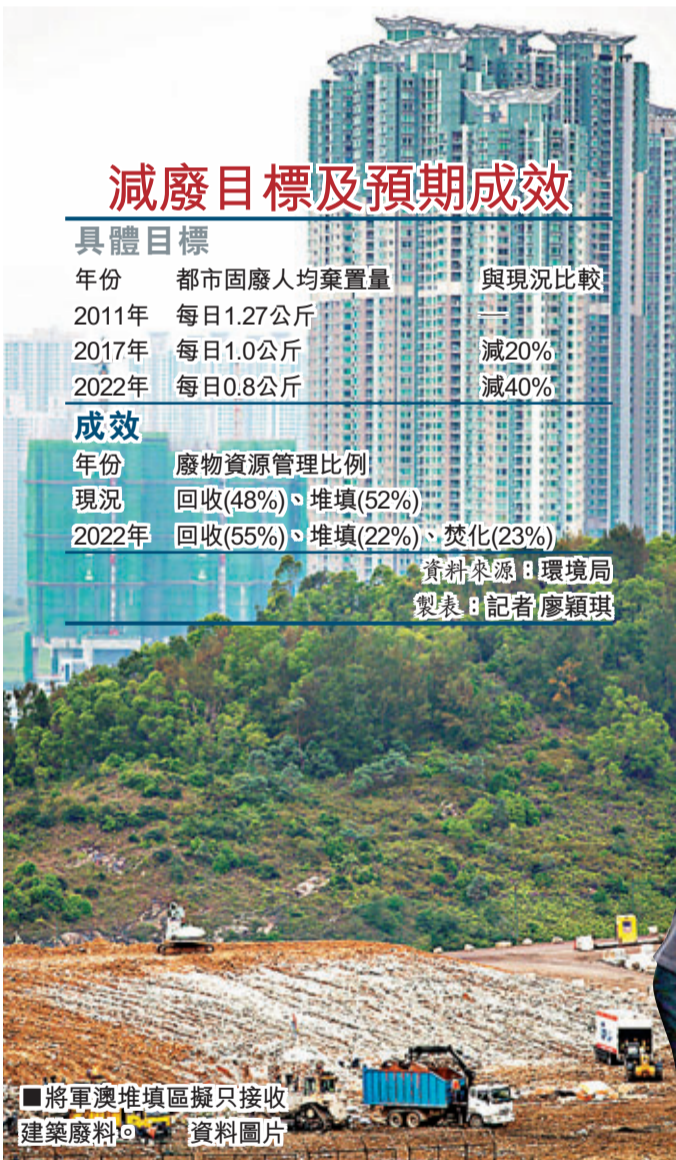 減廢目標及預期成效
具體目標
年份 都市固廢人均棄置量 與現況比較
2011年 每日1.27公斤 —
2017年 每日1.0公斤 減20%
2022年 每日0.8公斤 減40%
成效
年份 廢物資源管理比例
現況 回收(48%)、堆填(52%)
2022年 回收(55%)、堆填(22%)、焚化(23%)
資料來源：環境局
製表：記者 廖穎琪
■將軍澳堆填區擬只接收
建築廢料。 資料圖片